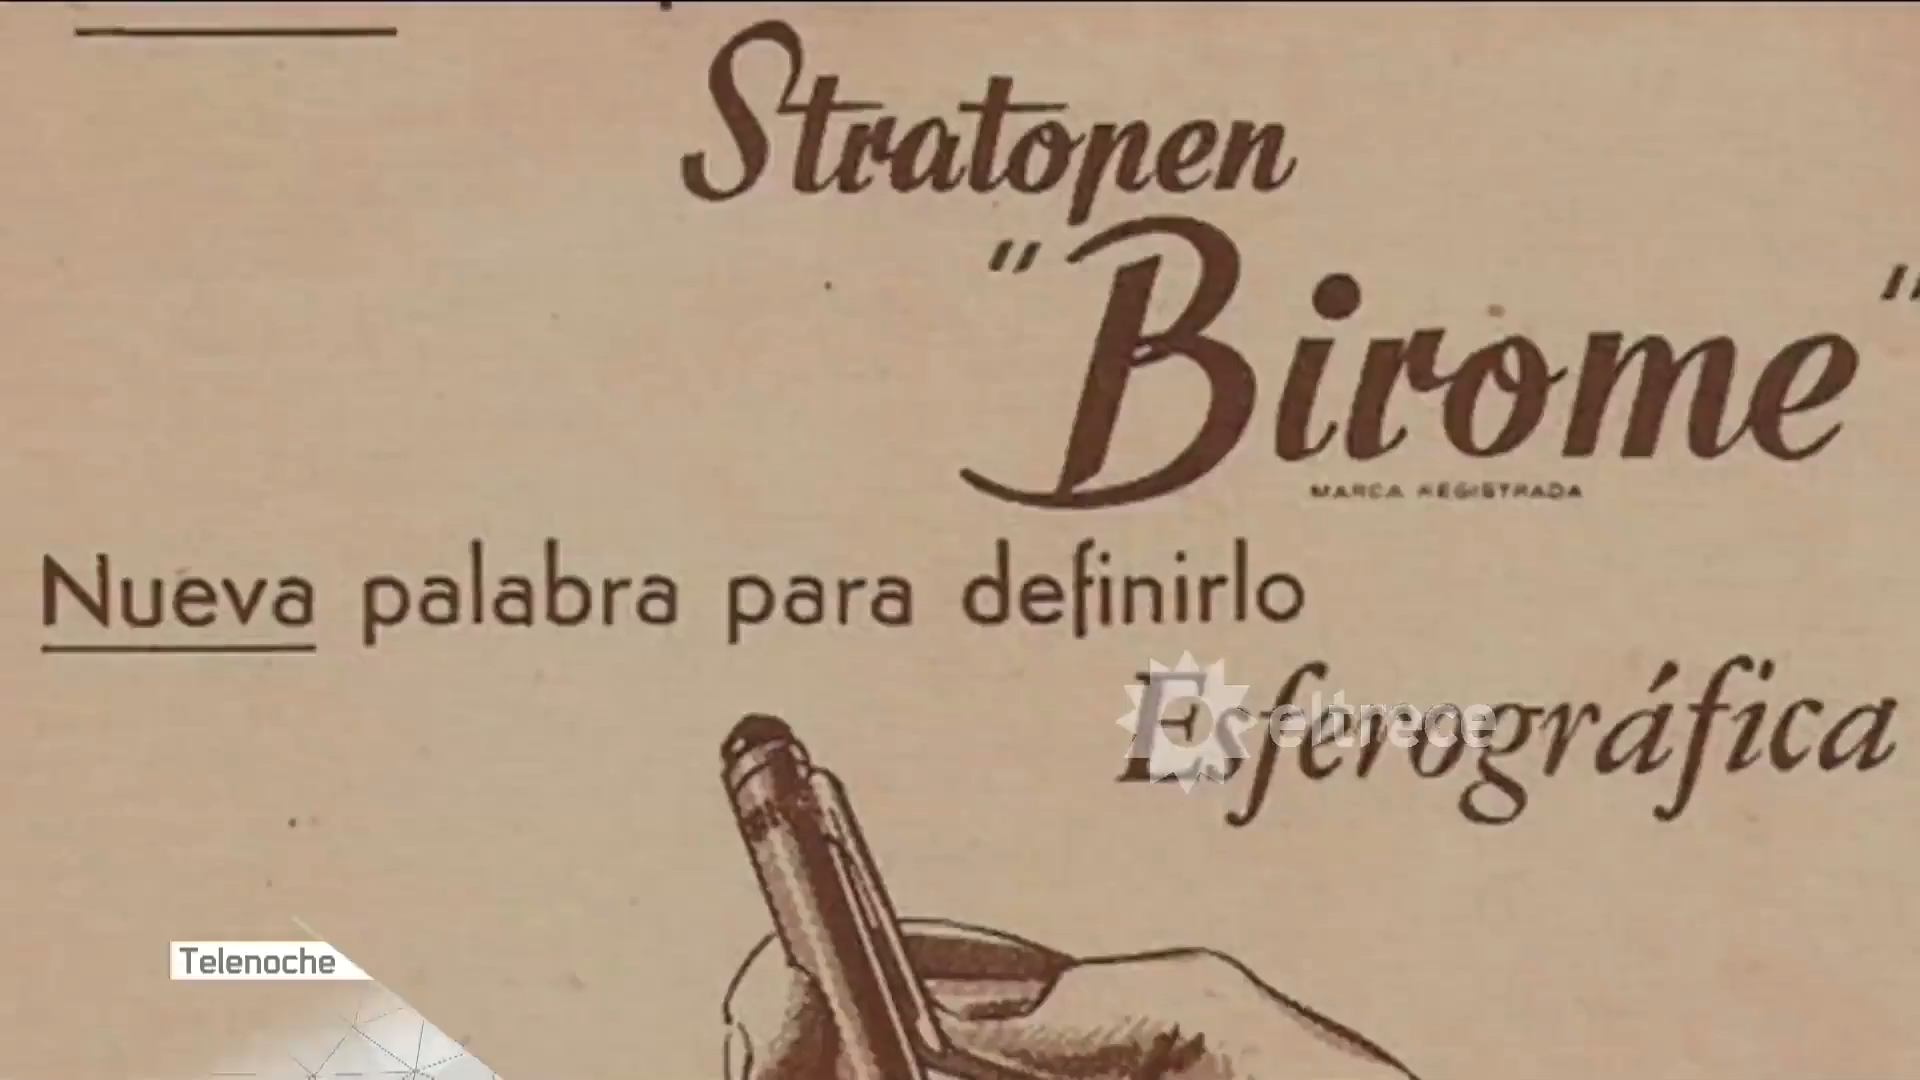 Stratopen
"Birome"
MARCA REGISTRADA
Nueva palabra para definirlo
Esferográfica
eltrece
Telenoche